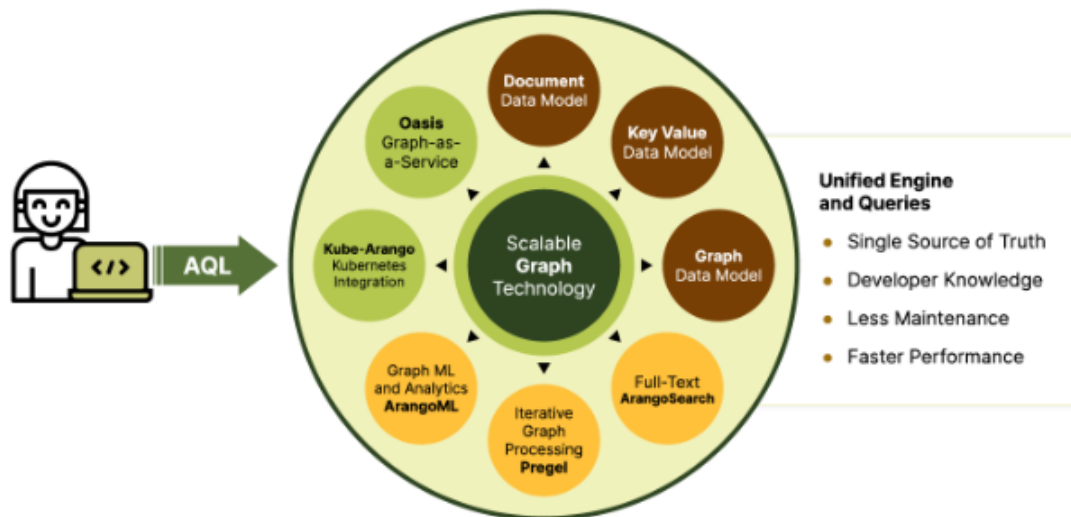 Document
Data Model
Key Value
Data Model
Graph
Data Model
Full-Text
ArangoSearch
Iterative
Graph
Processing
Pregel
Graph ML
and Analytics
ArangoML
Kube-Arango
Kubernetes
Integration
Oasis
Graph-as-
a-Service
Scalable
Graph
Technology
</>
AQL
Unified Engine
and Queries
Single Source of Truth
Developer Knowledge
Less Maintenance
Faster Performance